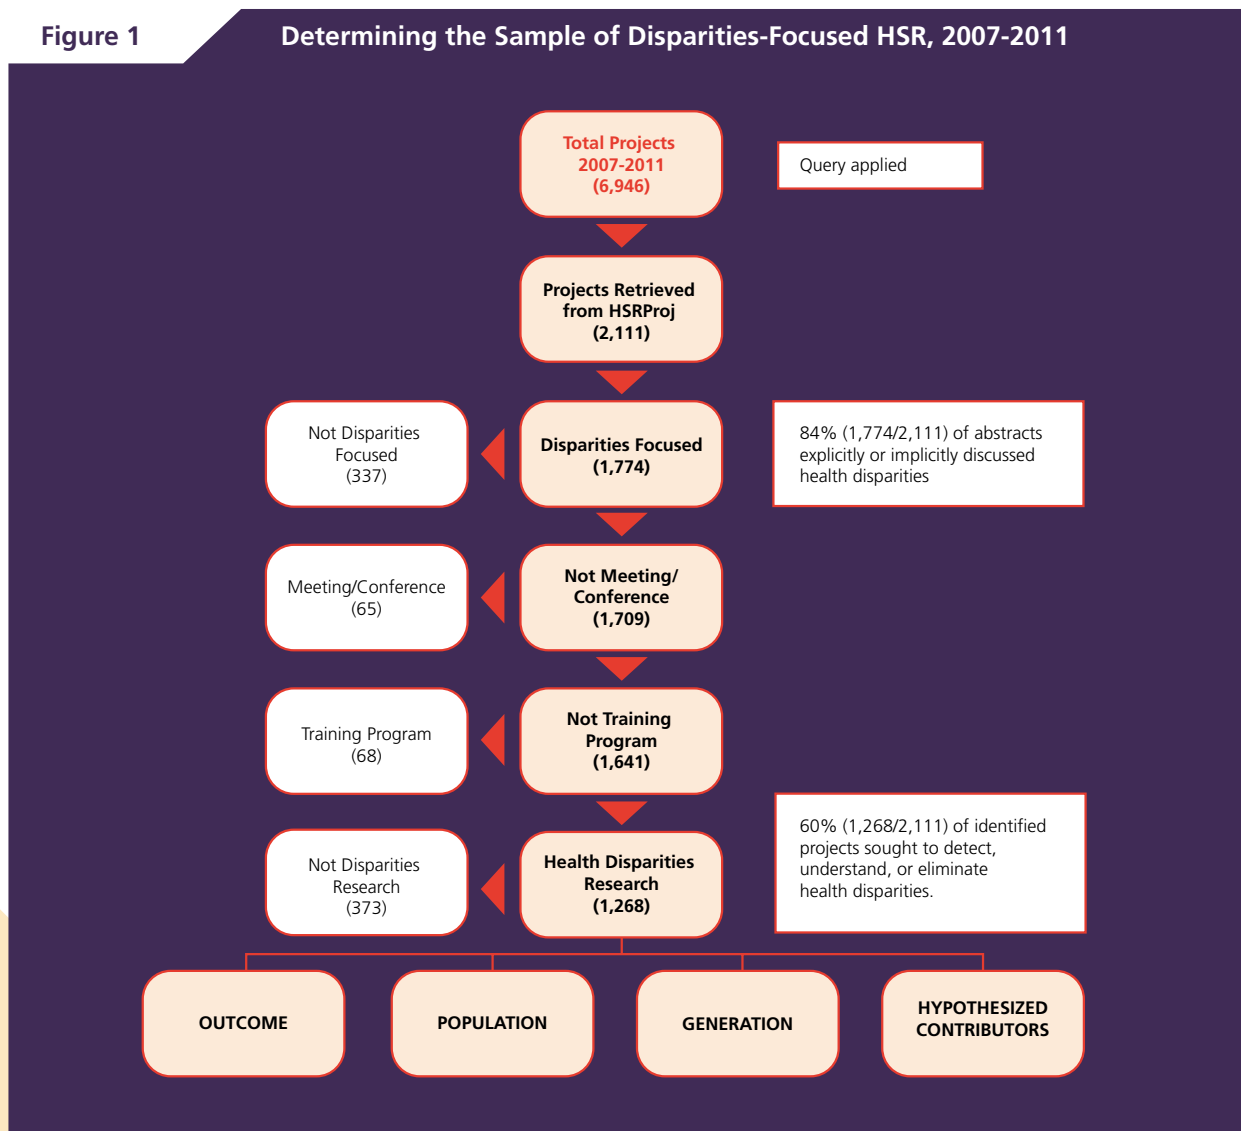 Figure 1
Determining the Sample of Disparities-Focused HSR, 2007-2011
Total Projects
2007-2011
(6,946)
Query applied
Projects Retrieved
from HSRProj
(2,111)
Not Disparities
Focused
(337)
Disparities Focused
(1,774)
84% (1,774/2,111) of abstracts
explicitly or implicitly discussed
health disparities
Meeting/Conference
(65)
Not Meeting/
Conference
(1,709)
Training Program
(68)
Not Training
Program
(1,641)
Not Disparities
Research
(373)
Health Disparities
Research
(1,268)
60% (1,268/2,111) of identified
projects sought to detect,
understand, or eliminate
health disparities.
OUTCOME
POPULATION
GENERATION
HYPOTHESIZED
CONTRIBUTORS